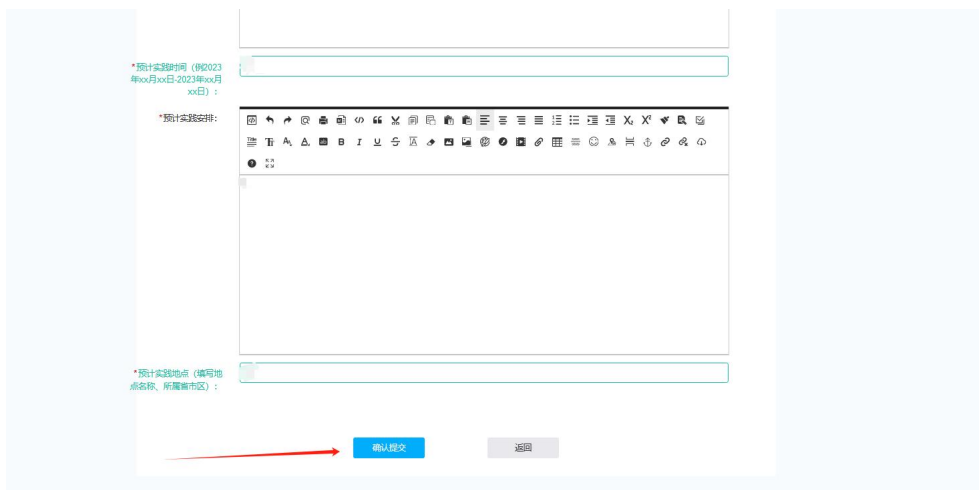 *预计实践时间（例2023
年xx月xx日-2023年xx月
xx日）：
*预计实践安排：
*预计实践地点（填写地
点名称、所属省市区）：
确认提交
返回